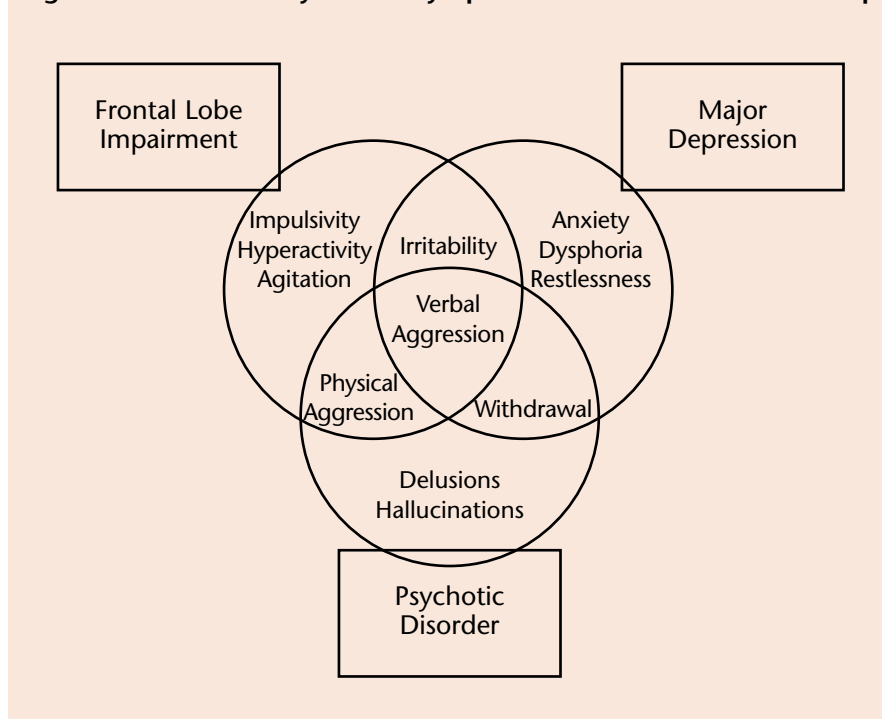 Frontal Lobe
Impairment
Major
Depression
Impulsivity
Hyperactivity
Agitation
Irritability
Anxiety
Dysphoria
Restlessness
Verbal
Aggression
Physical
Aggression
Withdrawal
Delusions
Hallucinations
Psychotic
Disorder